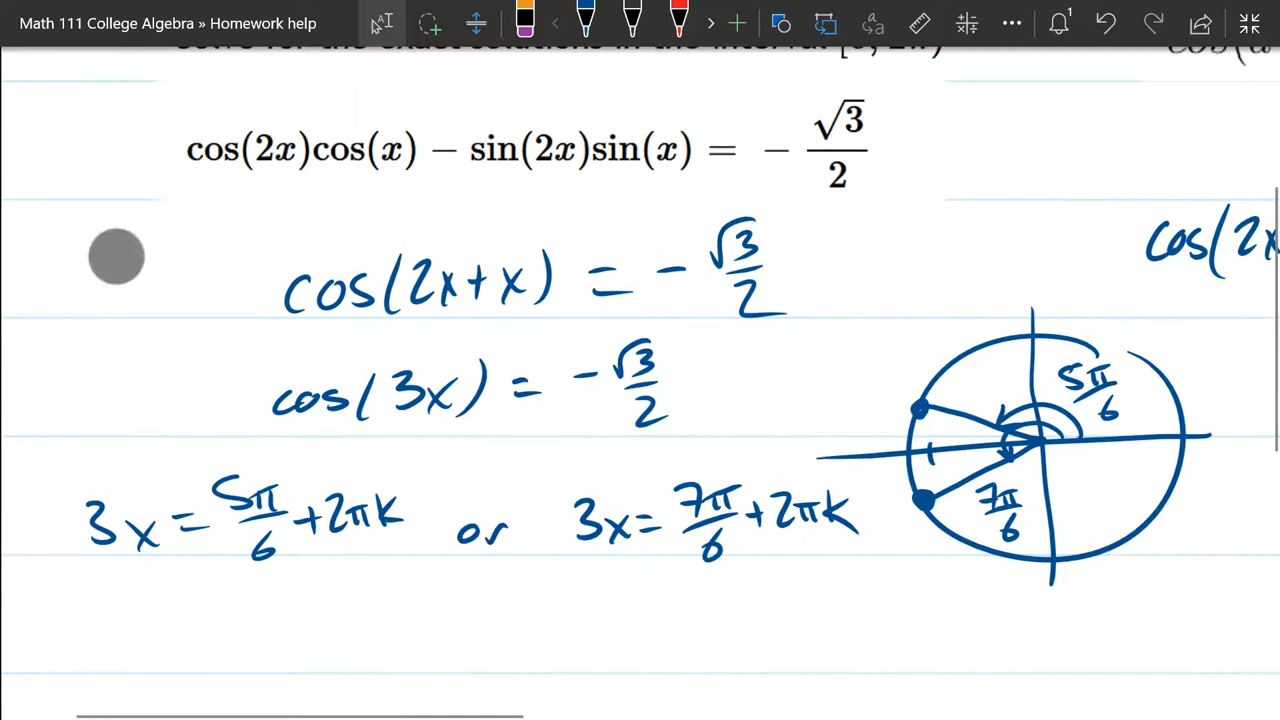 Math 111 College Algebra » Homework help
1
cos(2x)cos(x) − sin(2x)sin(x) = − √3/2
cos(2x+x) = − √3/2
cos(2x
cos(3x) = − √3/2
5π/6
3x = 5π/6 + 2πk or 3x = 7π/6 + 2πk
7π/6